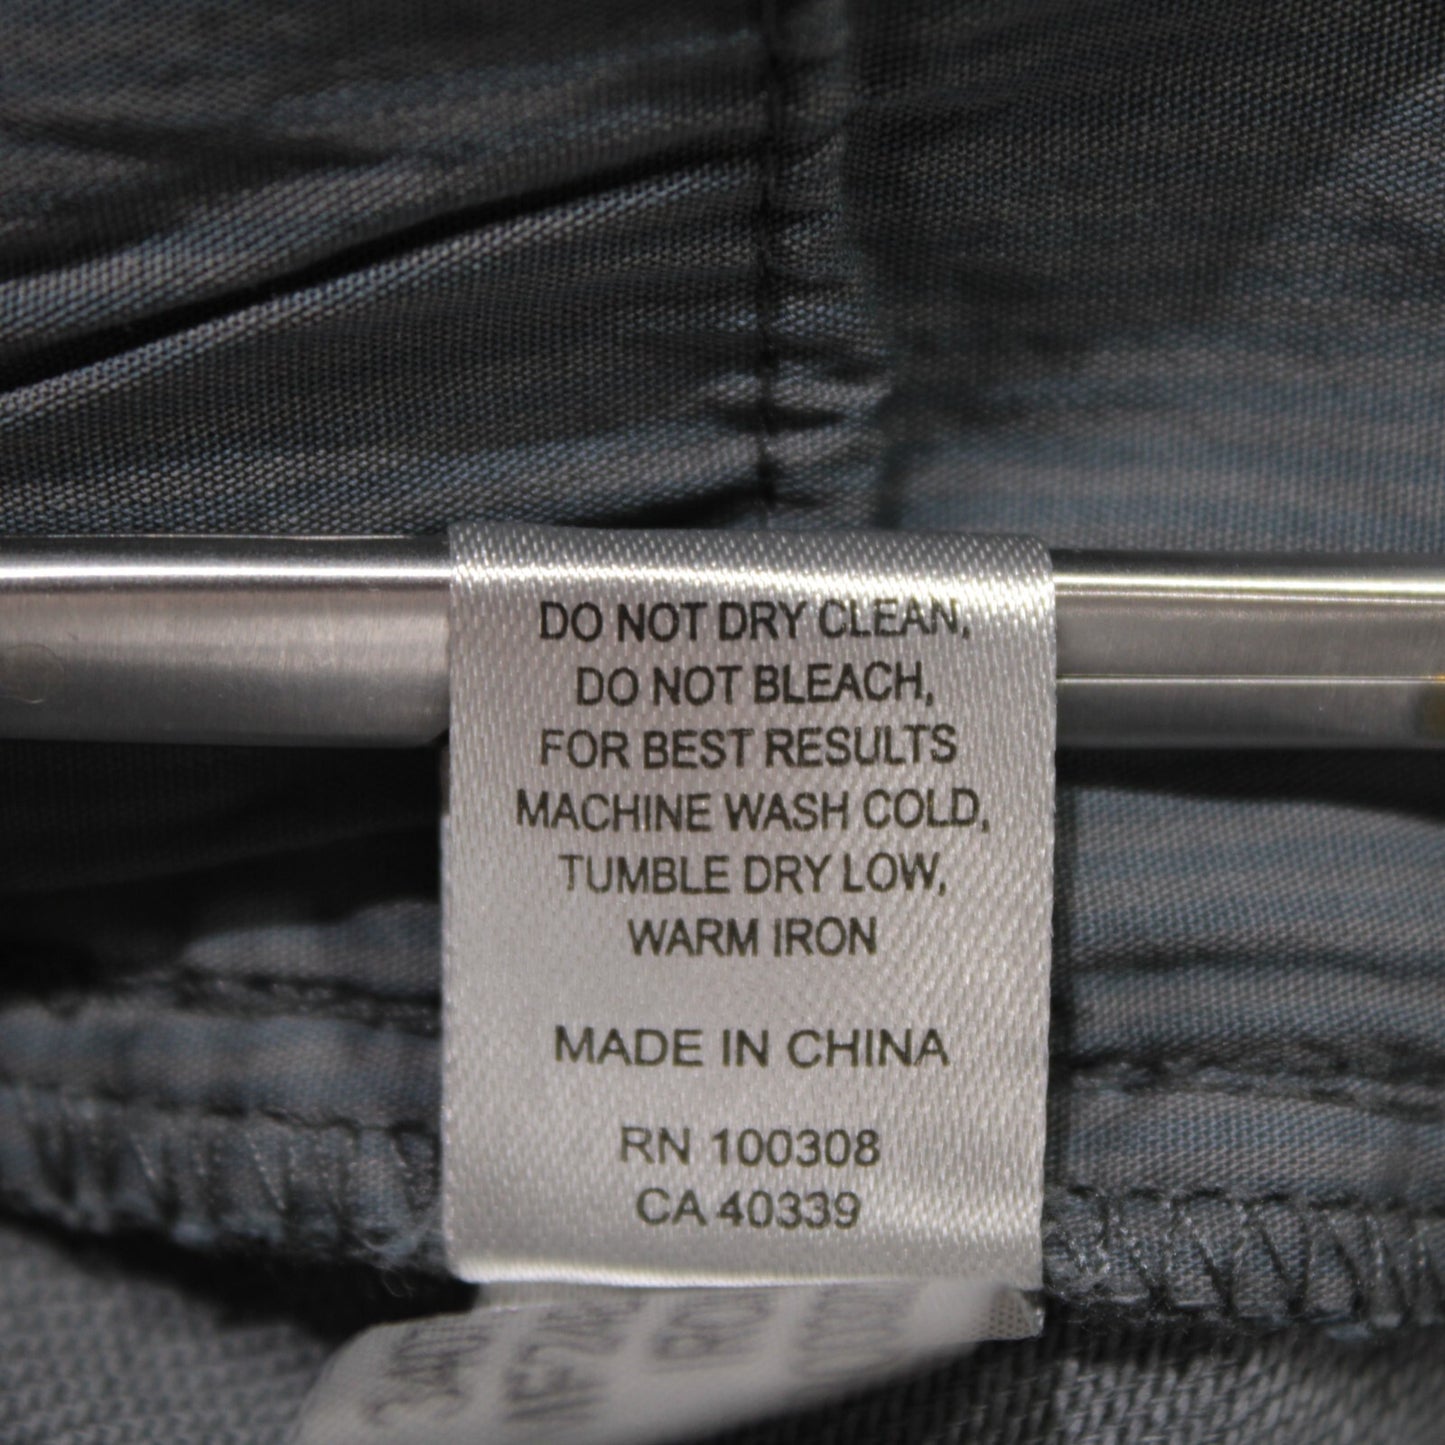 DO NOT DRY CLEAN,
DO NOT BLEACH,
FOR BEST RESULTS
MACHINE WASH COLD,
TUMBLE DRY LOW,
WARM IRON
MADE IN CHINA
RN 100308
CA 40339